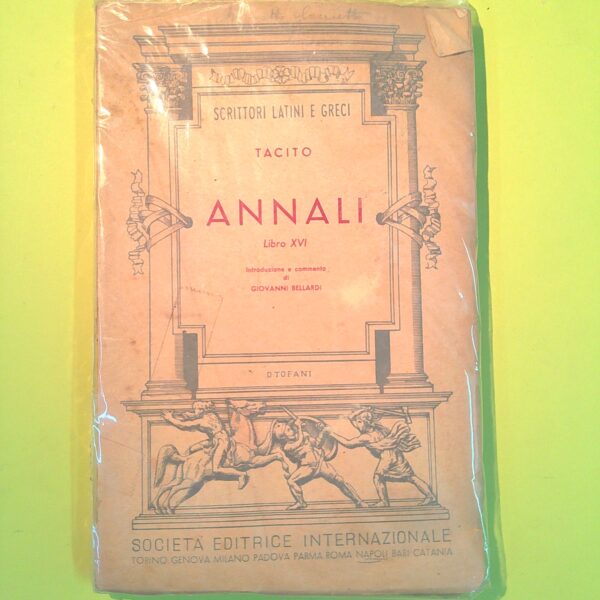 SCRITTORI LATINI E GRECI
TACITO
ANNALI
Libro XVI
Introduzione e commento
di
GIOVANNI BELLARDI
D·TOFANI
SOCIETÀ EDITRICE INTERNAZIONALE
TORINO GENOVA MILANO PADOVA PARMA ROMA NAPOLI BARI CATANIA